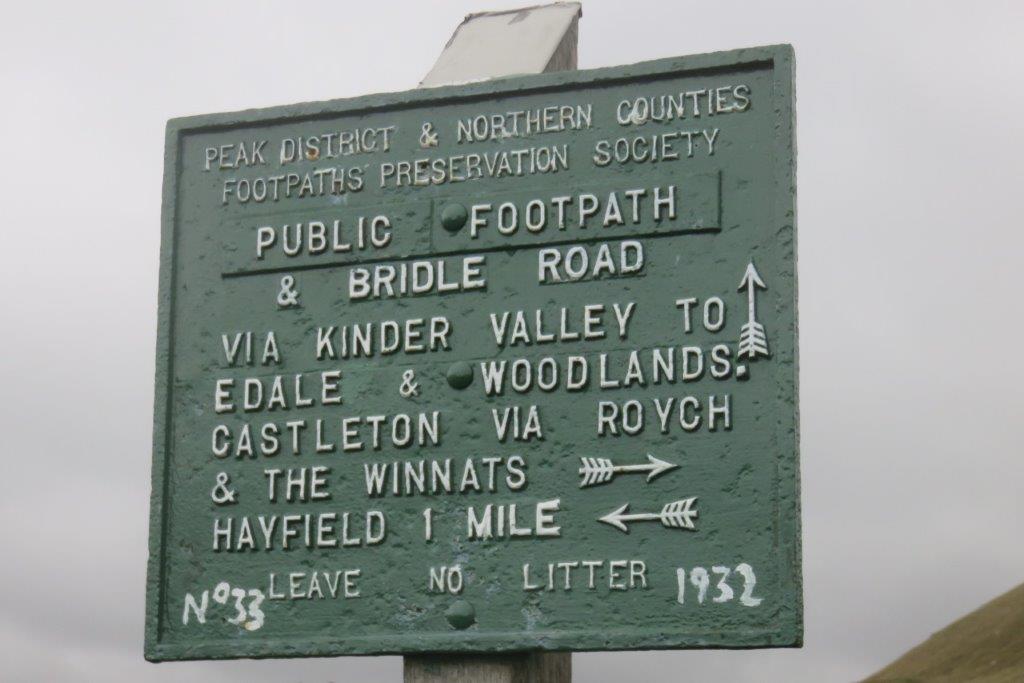 PEAK DISTRICT & NORTHERN COUNTIES
FOOTPATHS PRESERVATION SOCIETY
PUBLIC FOOTPATH
& BRIDLE ROAD
VIA KINDER VALLEY TO
EDALE & WOODLANDS.
CASTLETON VIA ROYCH
& THE WINNATS
HAYFIELD 1 MILE
LEAVE NO LITTER
Nº33 1932